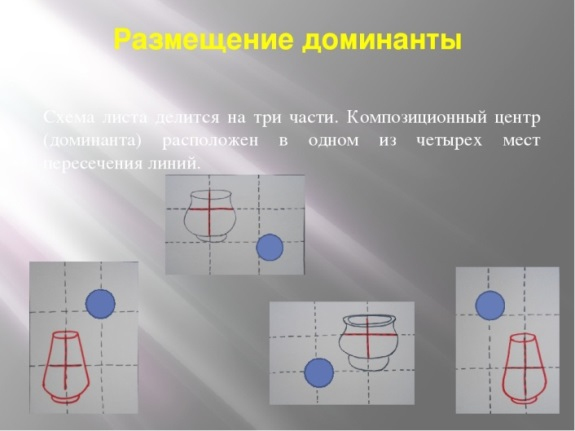 Размещение доминанты
Схема листа делится на три части. Композиционный центр
(доминанта) расположен в одном из четырех мест
пересечения линий.